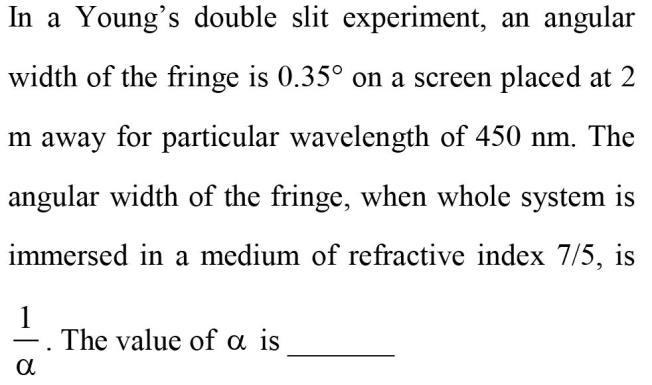 In a Young’s double slit experiment, an angular
width of the fringe is 0.35° on a screen placed at 2
m away for particular wavelength of 450 nm. The
angular width of the fringe, when whole system is
immersed in a medium of refractive index 7/5, is
1/α. The value of α is ________